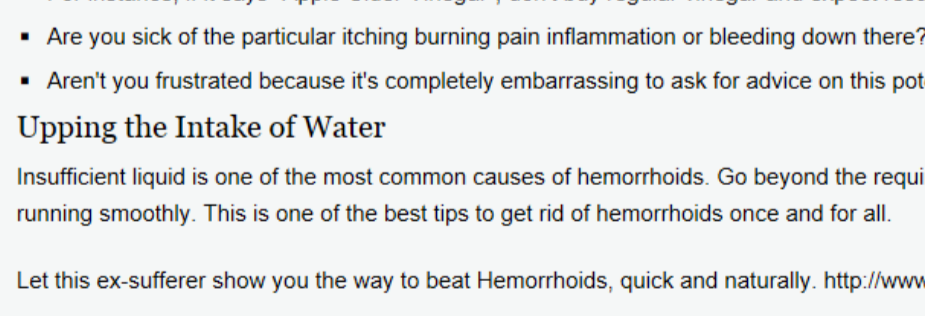 Are you sick of the particular itching burning pain inflammation or bleeding down there?
Aren't you frustrated because it's completely embarrassing to ask for advice on this
Upping the Intake of Water
Insufficient liquid is one of the most common causes of hemorrhoids. Go beyond the
running smoothly. This is one of the best tips to get rid of hemorrhoids once and for all.
Let this ex-sufferer show you the way to beat Hemorrhoids, quick and naturally. http://www